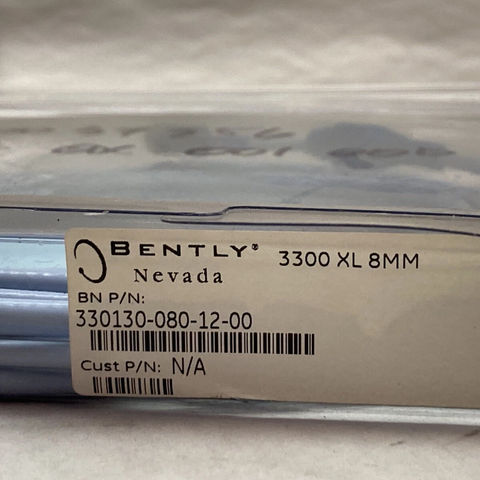 BENTLY®
Nevada
3300 XL 8MM
BN P/N:
330130-080-12-00
Cust P/N: N/A